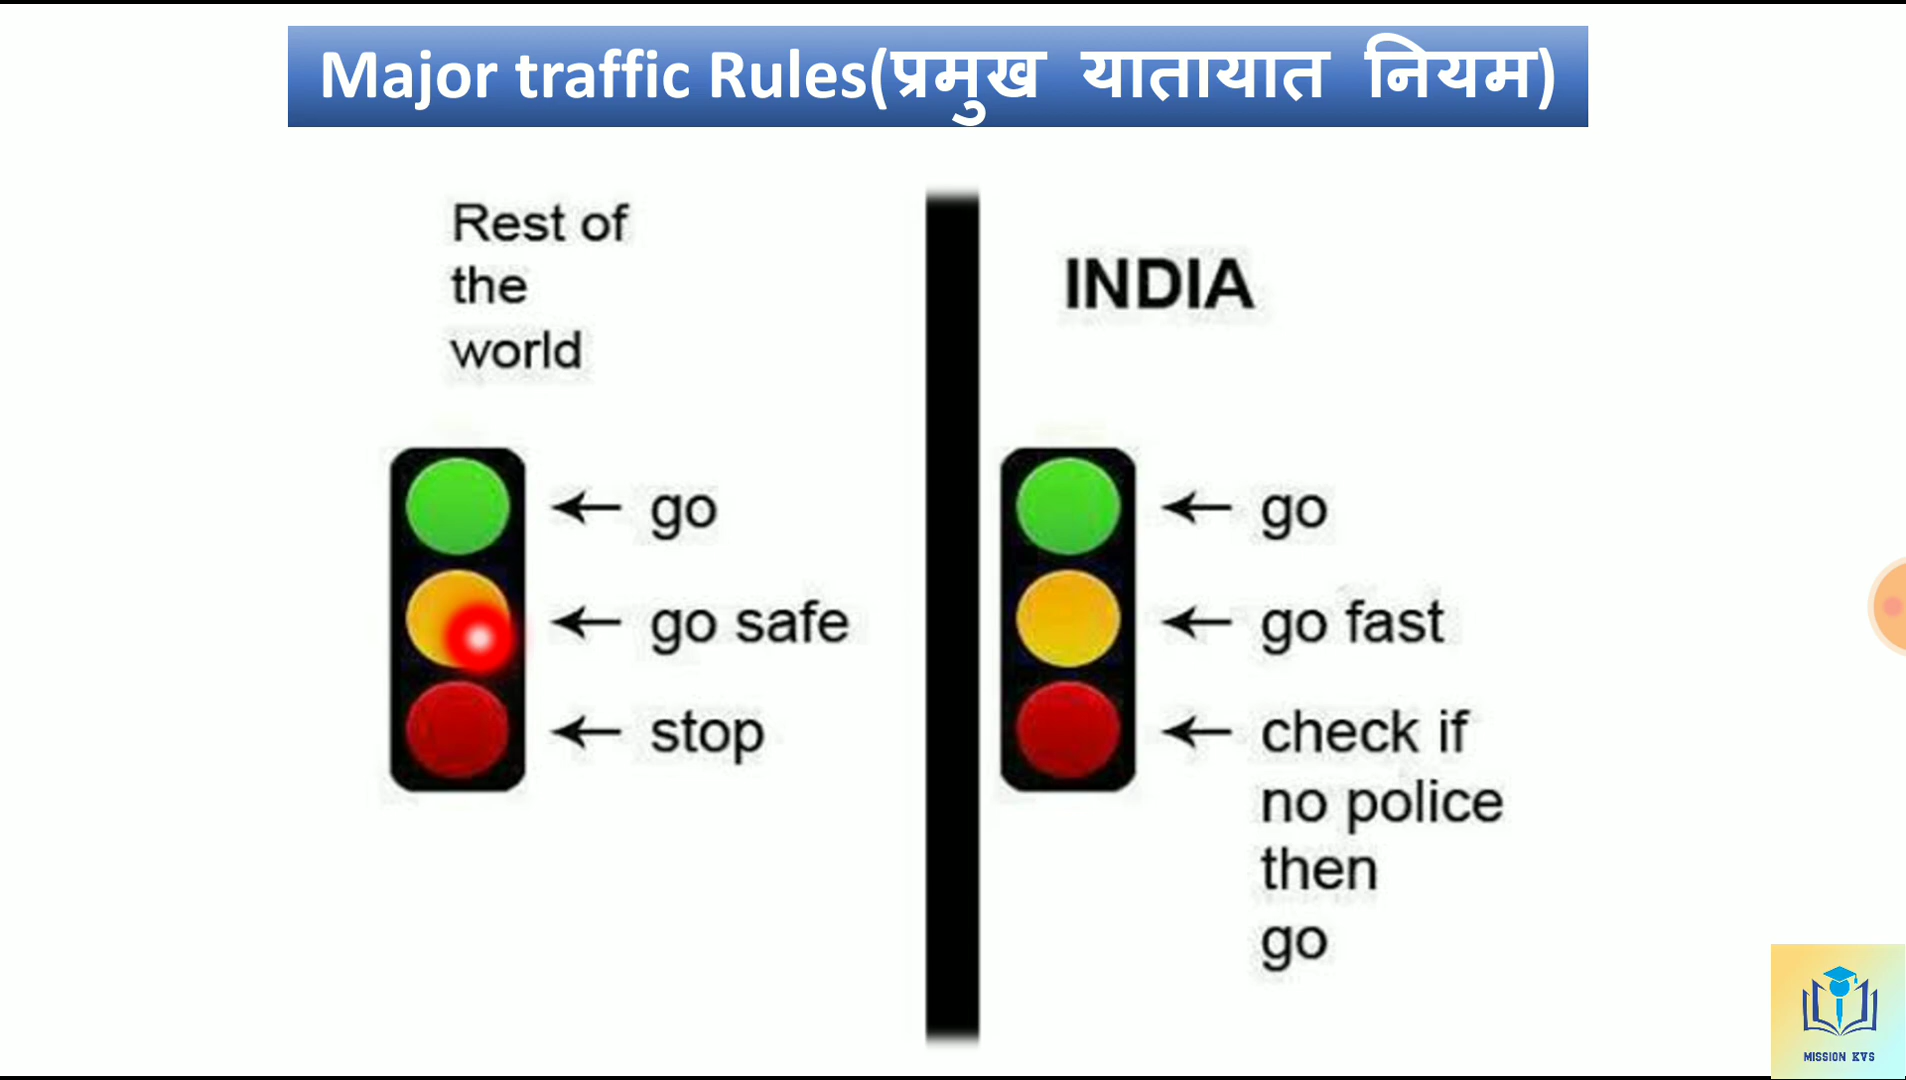 Major traffic Rules(प्रमुख यातायात नियम)
Rest of
the
world
go
go safe
stop
INDIA
go
go fast
check if
no police
then
go
MISSION KVS